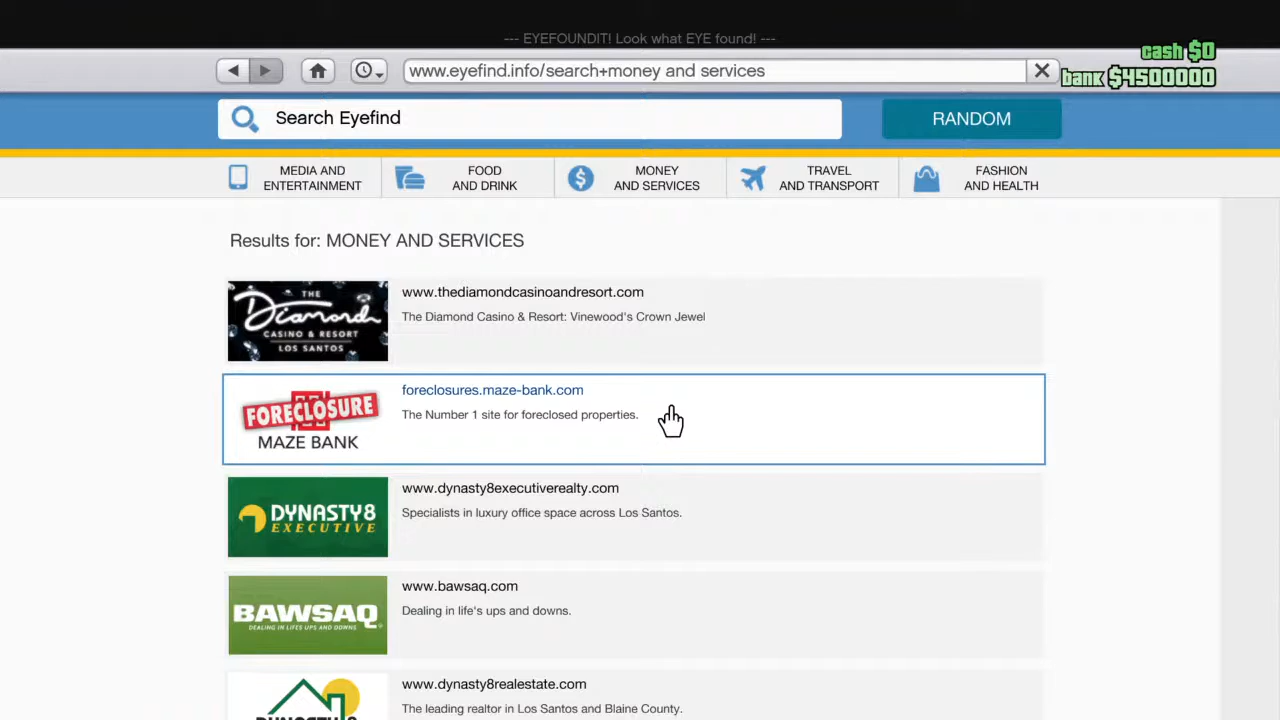 --- EYEFOUNDIT! Look what EYE found! ---
cash $0
www.eyefind.info/search+money and services
bank $4500000
Search Eyefind
RANDOM
MEDIA AND
ENTERTAINMENT
FOOD
AND DRINK
MONEY
AND SERVICES
TRAVEL
AND TRANSPORT
FASHION
AND HEALTH
Results for: MONEY AND SERVICES
THE
Diamond
CASINO & RESORT
LOS SANTOS
www.thediamondcasinoandresort.com
The Diamond Casino & Resort: Vinewood's Crown Jewel
FORECLOSURE
MAZE BANK
foreclosures.maze-bank.com
The Number 1 site for foreclosed properties.
DYNASTY8
EXECUTIVE
www.dynasty8executiverealty.com
Specialists in luxury office space across Los Santos.
BAWSAQ
DEALING IN LIFES UPS AND DOWNS
www.bawsaq.com
Dealing in life's ups and downs.
DYNASTY 8
www.dynasty8realestate.com
The leading realtor in Los Santos and Blaine County.